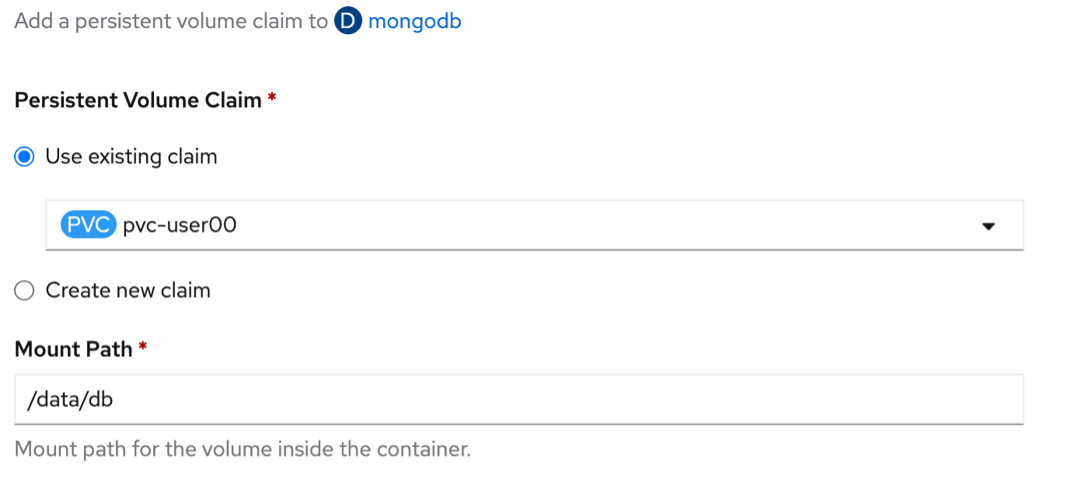 Add a persistent volume claim to D mongodb
Persistent Volume Claim *
Use existing claim
PVC pvc-user00
Create new claim
Mount Path *
/data/db
Mount path for the volume inside the container.